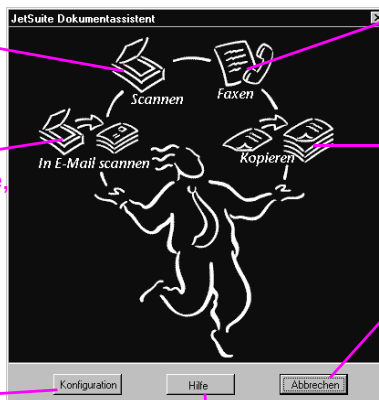 JetSuite Dokumentassistent
Scannen
Faxen
In E-Mail scannen
Kopieren
Konfiguration
Hilfe
Abbrechen